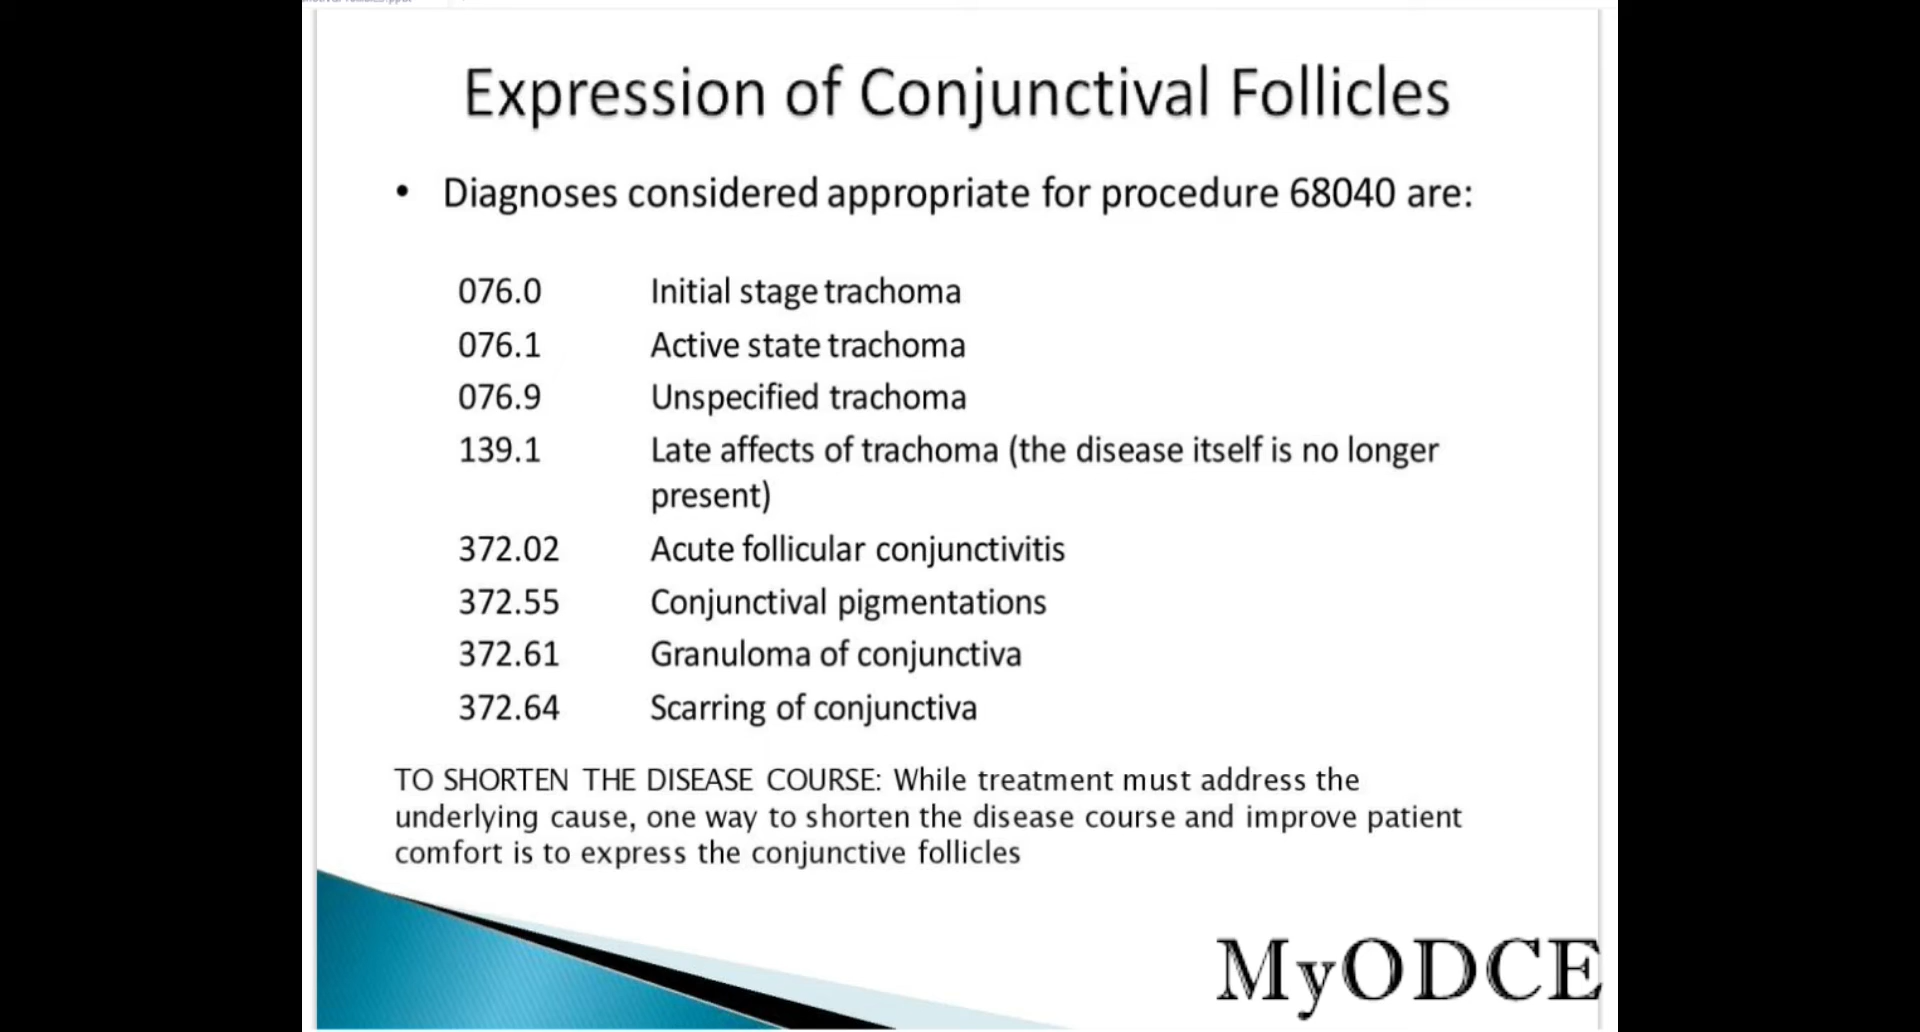 Expression of Conjunctival Follicles
• Diagnoses considered appropriate for procedure 68040 are:
076.0 Initial stage trachoma
076.1 Active state trachoma
076.9 Unspecified trachoma
139.1 Late affects of trachoma (the disease itself is no longer
present)
372.02 Acute follicular conjunctivitis
372.55 Conjunctival pigmentations
372.61 Granuloma of conjunctiva
372.64 Scarring of conjunctiva
TO SHORTEN THE DISEASE COURSE: While treatment must address the
underlying cause, one way to shorten the disease course and improve patient
comfort is to express the conjunctive follicles
MyODCE